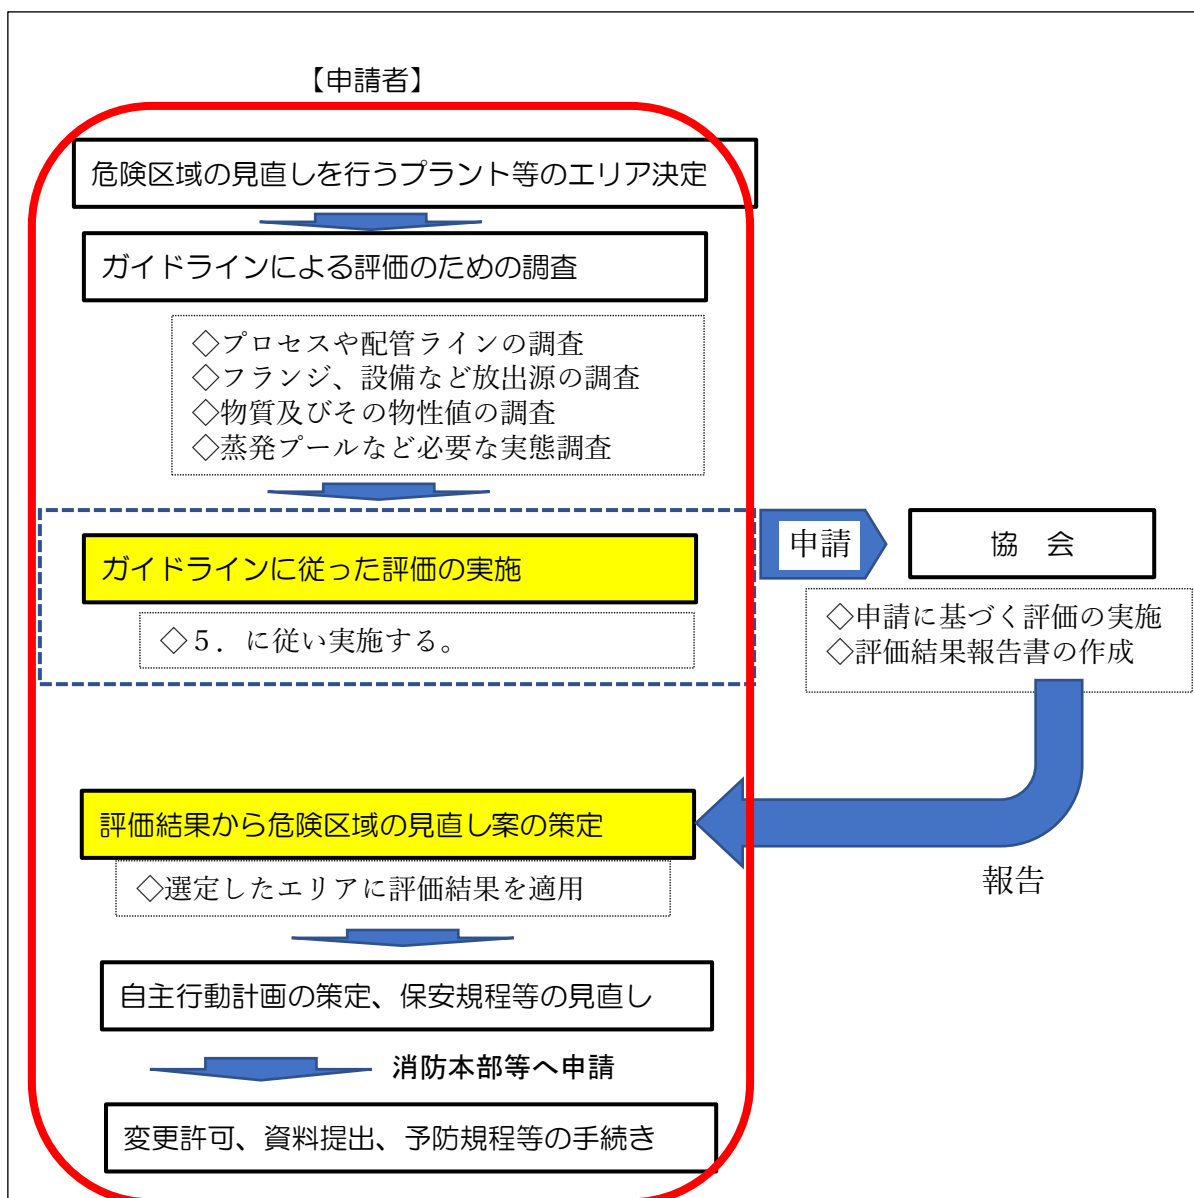 【申請者】
危険区域の見直しを行うプラント等のエリア決定
ガイドラインによる評価のための調査
◇プロセスや配管ラインの調査
◇フランジ、設備など放出源の調査
◇物質及びその物性値の調査
◇蒸発プールなど必要な実態調査
ガイドラインに従った評価の実施
◇５．に従い実施する。
申請
協　会
◇申請に基づく評価の実施
◇評価結果報告書の作成
評価結果から危険区域の見直し案の策定
◇選定したエリアに評価結果を適用
報告
自主行動計画の策定、保安規程等の見直し
消防本部等へ申請
変更許可、資料提出、予防規程等の手続き